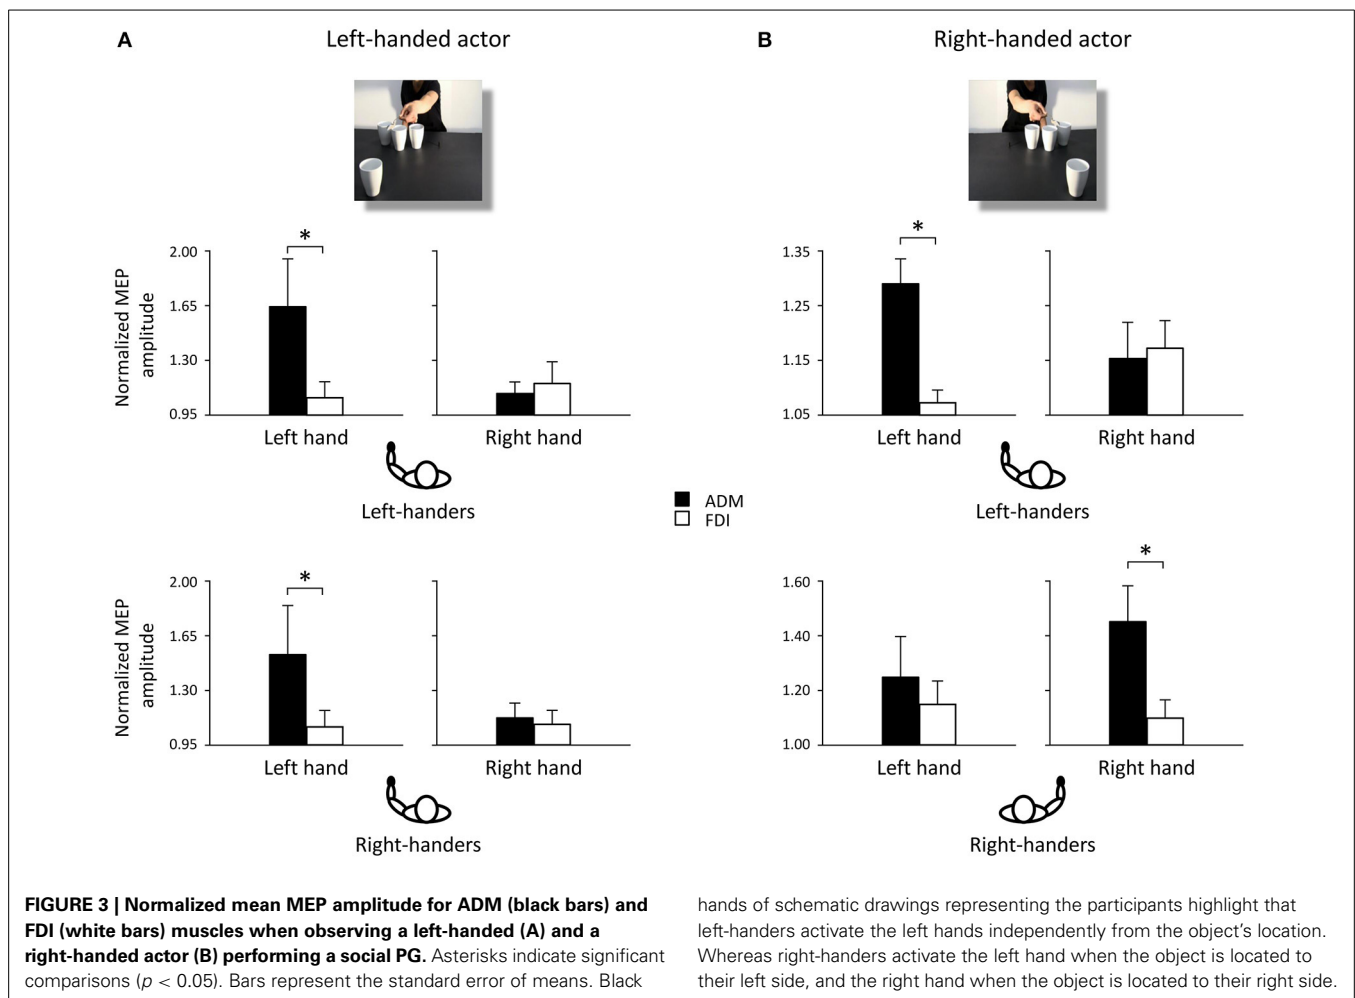 A Left-handed actor
B Right-handed actor
Normalized MEP
amplitude
2.00
1.65
1.30
0.95
*
Left hand
Right hand
Left-handers
1.35
1.25
1.15
1.05
*
Left hand
Right hand
Left-handers
ADM
FDI
Normalized MEP
amplitude
2.00
1.65
1.30
0.95
*
Left hand
Right hand
Right-handers
1.60
1.40
1.20
1.00
*
Left hand
Right hand
Right-handers
FIGURE 3 | Normalized mean MEP amplitude for ADM (black bars) and
FDI (white bars) muscles when observing a left-handed (A) and a
right-handed actor (B) performing a social PG. Asterisks indicate significant
comparisons (p < 0.05). Bars represent the standard error of means. Black
hands of schematic drawings representing the participants highlight that
left-handers activate the left hands independently from the object's location.
Whereas right-handers activate the left hand when the object is located to
their left side, and the right hand when the object is located to their right side.